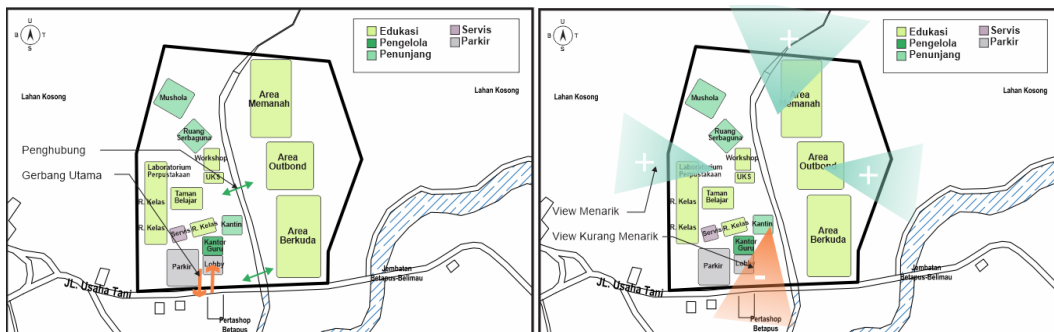 U
B T
S
Edukasi
Pengelola
Penunjang
Servis
Parkir
Lahan Kosong
Lahan Kosong
Mushola
Area
Memanah
Ruang
Serbaguna
Penghubung
Workshop
Laboratorium
Perpustakaan
Area
Outbond
Gerbang Utama
UKS
R. Kelas
Taman
Belajar
R. Kelas
Servis
R. Kelas
Kantin
Area
Berkuda
Kantor
Guru
Parkir
Lobby
Jembatan
Betapus-Belimau
JL. Usaha Tani
Pertashop
Betapus
U
B T
S
Edukasi
Pengelola
Penunjang
Servis
Parkir
Lahan Kosong
Lahan Kosong
+
Mushola
Area
Memanah
Ruang
Serbaguna
+
Workshop
Laboratorium
Perpustakaan
Area
Outbond
+
UKS
R. Kelas
Taman
Belajar
View Menarik
R. Kelas
Servis
R. Kelas
Kantin
View Kurang Menarik
Area
Berkuda
Kantor
Guru
Parkir
Lobby
-
Jembatan
Betapus-Belimau
JL. Usaha Tani
Pertashop
Betapus